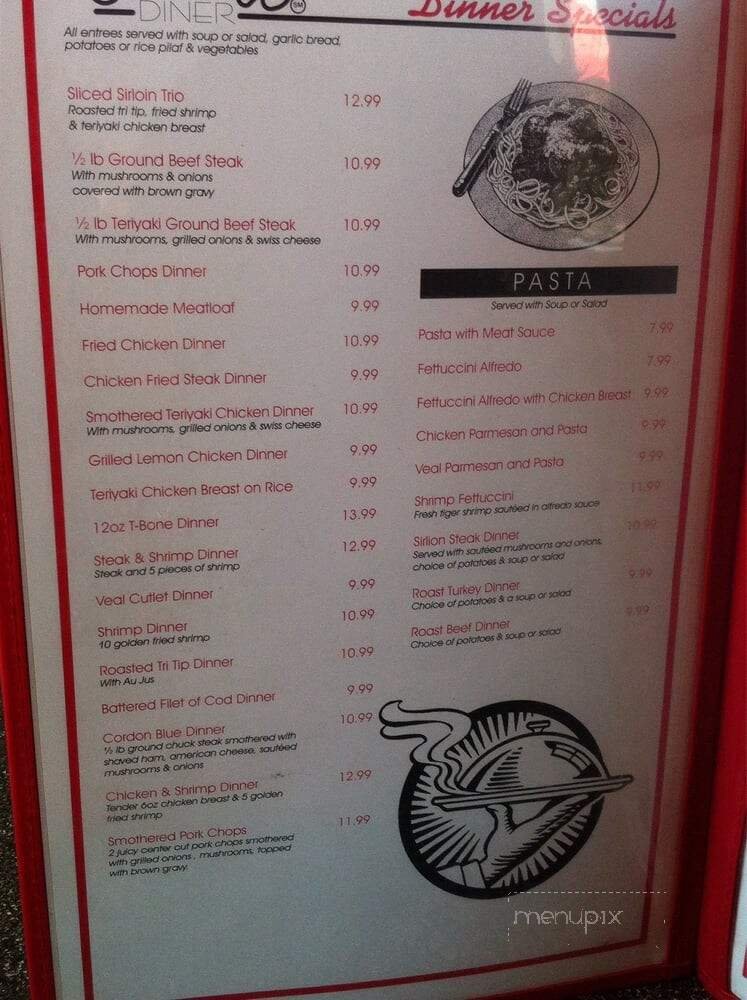 DINER SM
Dinner Specials
All entrees served with soup or salad, garlic bread,
potatoes or rice pilaf & vegetables
Sliced Sirloin Trio 12.99
Roasted tri tip, fried shrimp
& teriyaki chicken breast
½ lb Ground Beef Steak 10.99
With mushrooms & onions
covered with brown gravy
½ lb Teriyaki Ground Beef Steak 10.99
With mushrooms, grilled onions & swiss cheese
Pork Chops Dinner 10.99
Homemade Meatloaf 9.99
Fried Chicken Dinner 10.99
Chicken Fried Steak Dinner 9.99
Smothered Teriyaki Chicken Dinner 10.99
With mushrooms, grilled onions & swiss cheese
Grilled Lemon Chicken Dinner 9.99
Teriyaki Chicken Breast on Rice 9.99
12oz T-Bone Dinner 13.99
Steak & Shrimp Dinner 12.99
Steak and 5 pieces of shrimp
Veal Cutlet Dinner 9.99
Shrimp Dinner 10.99
10 golden fried shrimp
Roasted Tri Tip Dinner 10.99
With Au Jus
Battered Filet of Cod Dinner 9.99
Cordon Blue Dinner 10.99
½ lb ground chuck steak smothered with
shaved ham, american cheese, sautéed
mushrooms & onions
Chicken & Shrimp Dinner 12.99
Tender 6oz chicken breast & 5 golden
fried shrimp
Smothered Pork Chops 11.99
2 juicy center cut pork chops smothered
with grilled onions, mushrooms, topped
with brown gravy.
PASTA
Served with Soup or Salad
Pasta with Meat Sauce 7.99
Fettuccini Alfredo 7.99
Fettuccini Alfredo with Chicken Breast 9.99
Chicken Parmesan and Pasta 9.99
Veal Parmesan and Pasta 9.99
Shrimp Fettuccini 11.99
Fresh tiger shrimp sautéed in alfredo sauce
Sirlion Steak Dinner 10.99
Served with sautéed mushrooms and onions,
choice of potatoes & soup or salad
Roast Turkey Dinner 9.99
Choice of potatoes & a soup or salad
Roast Beef Dinner 9.99
Choice of potatoes & soup or salad
menupix